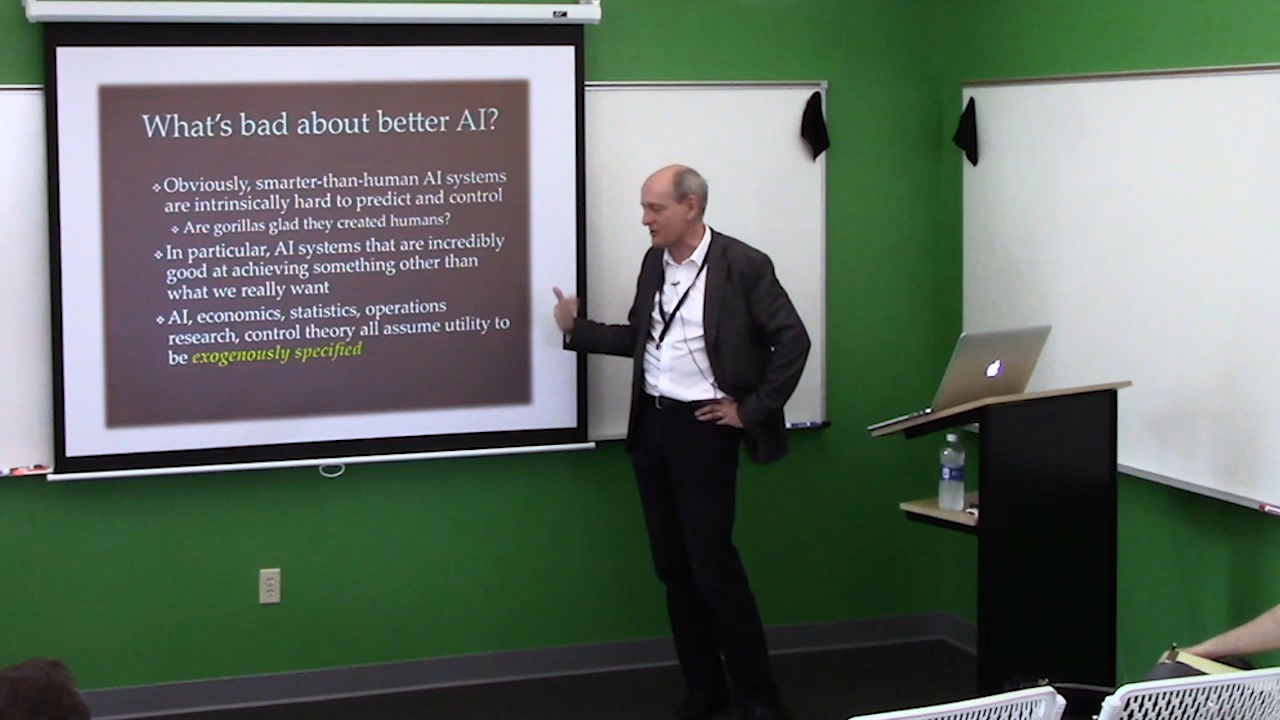 What's bad about better AI?
❖ Obviously, smarter-than-human AI systems
are intrinsically hard to predict and control
❖ Are gorillas glad they created humans?
❖ In particular, AI systems that are incredibly
good at achieving something other than
what we really want
❖ AI, economics, statistics, operations
research, control theory all assume utility to
be exogenously specified